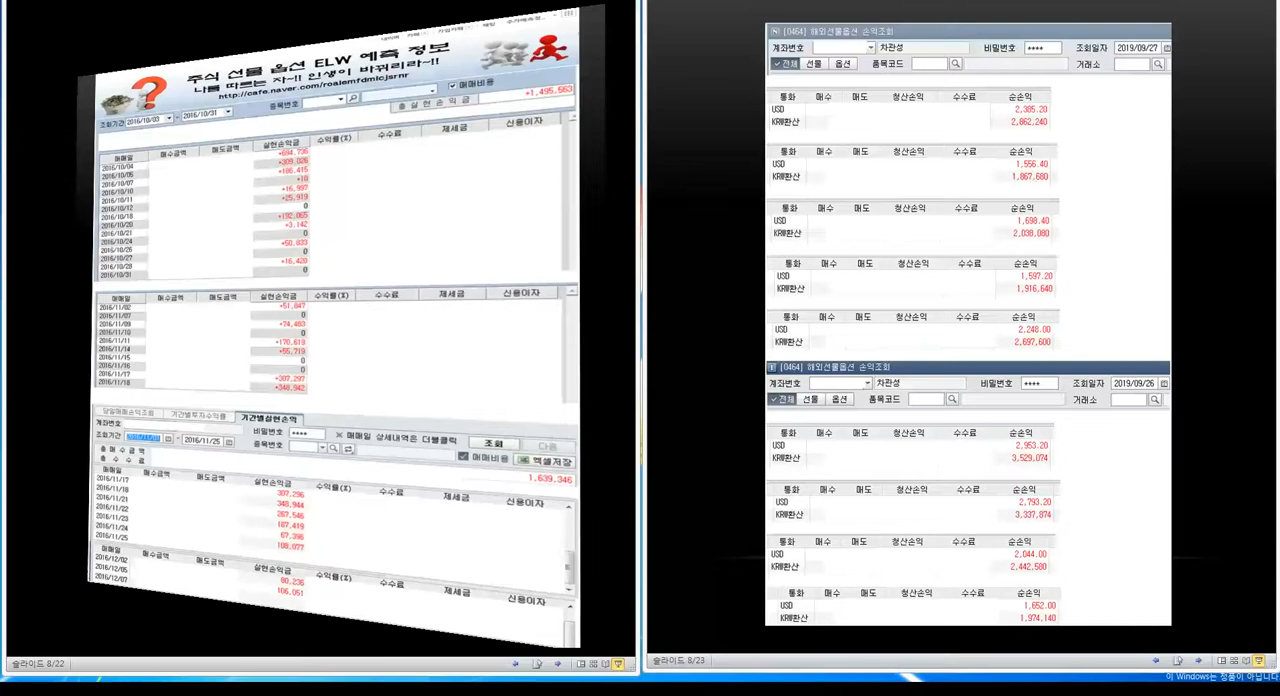 주식 선물 옵션 ELW 예측 정보
나를 따르는 자~!! 인생이 바뀌리라~!!
http://cafe.naver.com/roalemfdmlcjsrnr
종목번호 매매비용
조회기간 2016/10/03 - 2016/10/31 총 실 현 손 익 금 +1,495,563
매매일 매수금액 매도금액 실현손익금 수익률(%) 수수료 제세금 신용이자
2016/10/04 +694,736
2016/10/05 +309,026
2016/10/07 +186,415
2016/10/10 +10
2016/10/11 +16,997
2016/10/12 +25,919
2016/10/18 0
2016/10/20 +192,065
2016/10/21 +3,142
2016/10/24 0
2016/10/26 +50,833
2016/10/27 0
2016/10/28 +16,420
2016/10/31 0
매매일 매수금액 매도금액 실현손익금 수익률(%) 수수료 제세금 신용이자
2016/11/02 +51,847
2016/11/07 0
2016/11/09 +74,483
2016/11/10 0
2016/11/11 +170,619
2016/11/14 +55,719
2016/11/15 0
2016/11/16 0
2016/11/17 +307,297
2016/11/18 +348,942
당일매매손익조회 기간별투자수익률 기간별실현손익
계좌번호 비밀번호 **** ※ 매매일 상세내역은 더블클릭 조회 다음
조회기간 - 2016/11/25 종목번호 매매비용 엑셀저장
총 매 수 금 액
총 수 수 료 1,639,346
매매일 매수금액 매도금액 실현손익금 수익률(%) 수수료 제세금 신용이자
2016/11/17 307,296
2016/11/18 348,944
2016/11/21 267,546
2016/11/22 187,419
2016/11/23 67,396
2016/11/24 108,077
2016/11/25
매매일 매수금액 매도금액 실현손익금 수익률(%) 수수료 제세금 신용이자
2016/12/02 80,236
2016/12/05 106,051
2016/12/07
슬라이드 8/22
[0464] 해외선물옵션 손익조회
계좌번호 차관성 비밀번호 **** 조회일자 2019/09/27
전체 선물 옵션 품목코드 거래소
통화 매수 매도 청산손익 수수료 순손익
USD 2,385.20
KRW환산 2,862,240
통화 매수 매도 청산손익 수수료 순손익
USD 1,556.40
KRW환산 1,867,680
통화 매수 매도 청산손익 수수료 순손익
USD 1,698.40
KRW환산 2,038,080
통화 매수 매도 청산손익 수수료 순손익
USD 1,597.20
KRW환산 1,916,640
통화 매수 매도 청산손익 수수료 순손익
USD 2,248.00
KRW환산 2,697,600
[0464] 해외선물옵션 손익조회
계좌번호 차관성 비밀번호 **** 조회일자 2019/09/26
전체 선물 옵션 품목코드 거래소
통화 매수 매도 청산손익 수수료 순손익
USD 2,953.20
KRW환산 3,529,074
통화 매수 매도 청산손익 수수료 순손익
USD 2,793.20
KRW환산 3,337,874
통화 매수 매도 청산손익 수수료 순손익
USD 2,044.00
KRW환산 2,442,580
통화 매수 매도 청산손익 수수료 순손익
USD 1,652.00
KRW환산 1,974,140
슬라이드 8/23
이 Windows는 정품이 아닙니다.